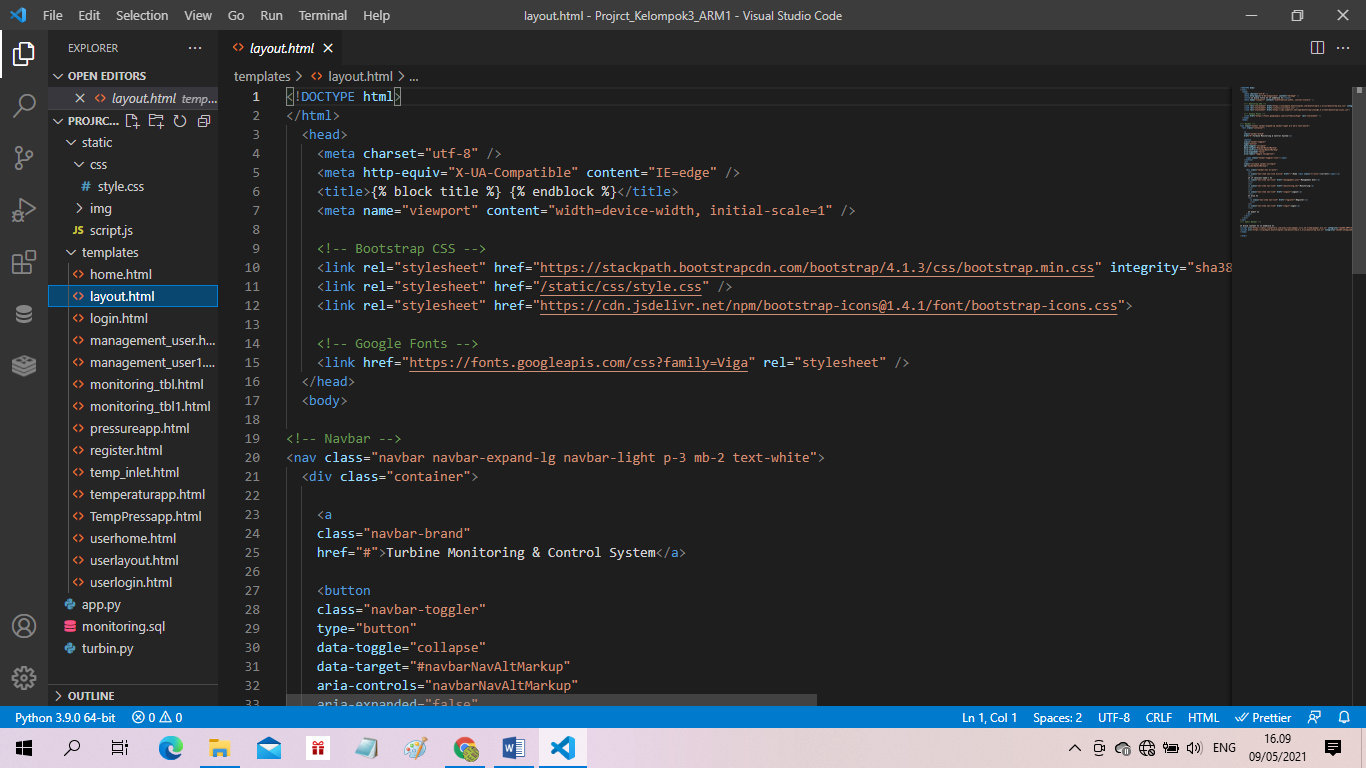 File Edit Selection View Go Run Terminal Help layout.html - Projrct_Kelompok3_ARM1 - Visual Studio Code
EXPLORER ...
OPEN EDITORS
layout.html temp...
PROJRC...
static
css
# style.css
img
JS script.js
templates
home.html
layout.html
login.html
management_user.h...
management_user1....
monitoring_tbl.html
monitoring_tbl1.html
pressureapp.html
register.html
temp_inlet.html
temperaturapp.html
TempPressapp.html
userhome.html
userlayout.html
userlogin.html
app.py
monitoring.sql
turbin.py
OUTLINE
layout.html
templates > layout.html > ...
1 <!DOCTYPE html>
2 </html>
3 <head>
4 <meta charset="utf-8" />
5 <meta http-equiv="X-UA-Compatible" content="IE=edge" />
6 <title>{% block title %} {% endblock %}</title>
7 <meta name="viewport" content="width=device-width, initial-scale=1" />
8
9 <!-- Bootstrap CSS -->
10 <link rel="stylesheet" href="https://stackpath.bootstrapcdn.com/bootstrap/4.1.3/css/bootstrap.min.css" integrity="sha38
11 <link rel="stylesheet" href="/static/css/style.css" />
12 <link rel="stylesheet" href="https://cdn.jsdelivr.net/npm/bootstrap-icons@1.4.1/font/bootstrap-icons.css">
13
14 <!-- Google Fonts -->
15 <link href="https://fonts.googleapis.com/css?family=Viga" rel="stylesheet" />
16 </head>
17 <body>
18
19 <!-- Navbar -->
20 <nav class="navbar navbar-expand-lg navbar-light p-3 mb-2 text-white">
21 <div class="container">
22
23 <a
24 class="navbar-brand"
25 href="#">Turbine Monitoring & Control System</a>
26
27 <button
28 class="navbar-toggler"
29 type="button"
30 data-toggle="collapse"
31 data-target="#navbarNavAltMarkup"
32 aria-controls="navbarNavAltMarkup"
33 aria-expanded="false"
Python 3.9.0 64-bit 0 0 Ln 1, Col 1 Spaces: 2 UTF-8 CRLF HTML Prettier
ENG 16.09
09/05/2021